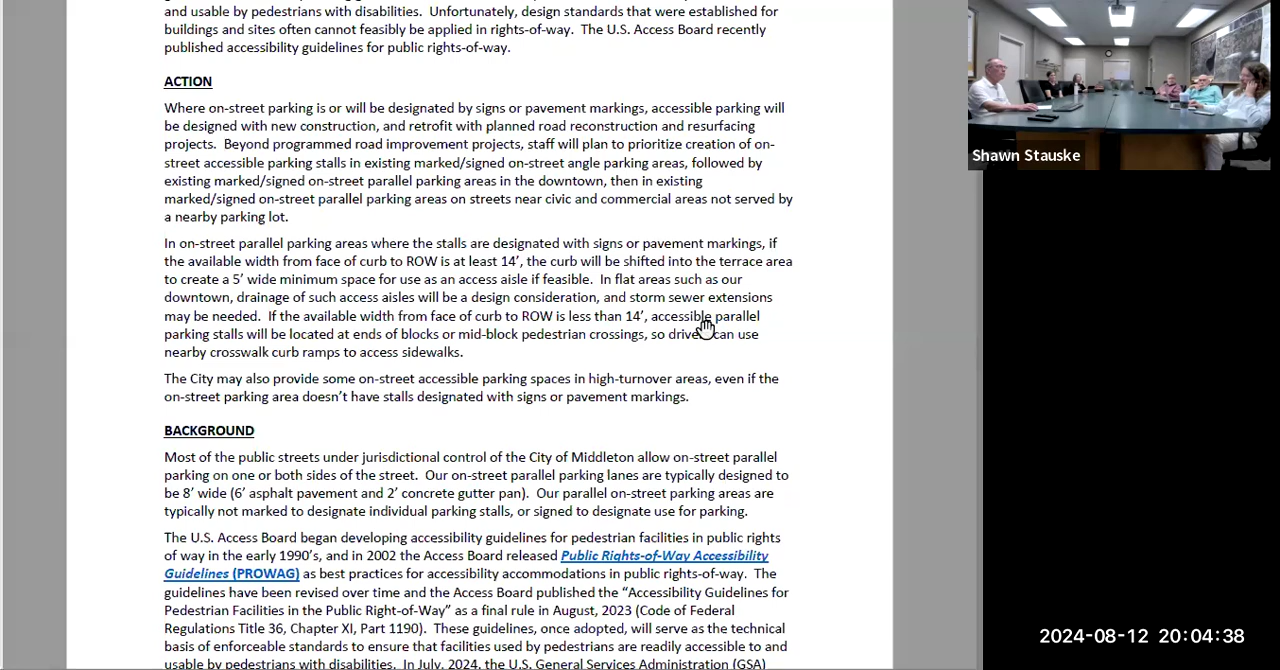 and usable by pedestrians with disabilities. Unfortunately, design standards that were established for
buildings and sites often cannot feasibly be applied in rights-of-way. The U.S. Access Board recently
published accessibility guidelines for public rights-of-way.
ACTION
Where on-street parking is or will be designated by signs or pavement markings, accessible parking will
be designed with new construction, and retrofit with planned road reconstruction and resurfacing
projects. Beyond programmed road improvement projects, staff will plan to prioritize creation of on-
street accessible parking stalls in existing marked/signed on-street angle parking areas, followed by
existing marked/signed on-street parallel parking areas in the downtown, then in existing
marked/signed on-street parallel parking areas on streets near civic and commercial areas not served by
a nearby parking lot.
In on-street parallel parking areas where the stalls are designated with signs or pavement markings, if
the available width from face of curb to ROW is at least 14’, the curb will be shifted into the terrace area
to create a 5’ wide minimum space for use as an access aisle if feasible. In flat areas such as our
downtown, drainage of such access aisles will be a design consideration, and storm sewer extensions
may be needed. If the available width from face of curb to ROW is less than 14’, accessible parallel
parking stalls will be located at ends of blocks or mid-block pedestrian crossings, so can use
nearby crosswalk curb ramps to access sidewalks.
The City may also provide some on-street accessible parking spaces in high-turnover areas, even if the
on-street parking area doesn’t have stalls designated with signs or pavement markings.
BACKGROUND
Most of the public streets under jurisdictional control of the City of Middleton allow on-street parallel
parking on one or both sides of the street. Our on-street parallel parking lanes are typically designed to
be 8’ wide (6’ asphalt pavement and 2’ concrete gutter pan). Our parallel on-street parking areas are
typically not marked to designate individual parking stalls, or signed to designate use for parking.
The U.S. Access Board began developing accessibility guidelines for pedestrian facilities in public rights
of way in the early 1990’s, and in 2002 the Access Board released Public Rights-of-Way Accessibility
Guidelines (PROWAG) as best practices for accessibility accommodations in public rights-of-way. The
guidelines have been revised over time and the Access Board published the “Accessibility Guidelines for
Pedestrian Facilities in the Public Right-of-Way” as a final rule in August, 2023 (Code of Federal
Regulations Title 36, Chapter XI, Part 1190). These guidelines, once adopted, will serve as the technical
basis of enforceable standards to ensure that facilities used by pedestrians are readily accessible to and
usable by pedestrians with disabilities. In July, 2024, the U.S. General Services Administration (GSA)
Shawn Stauske
2024-08-12 20:04:38